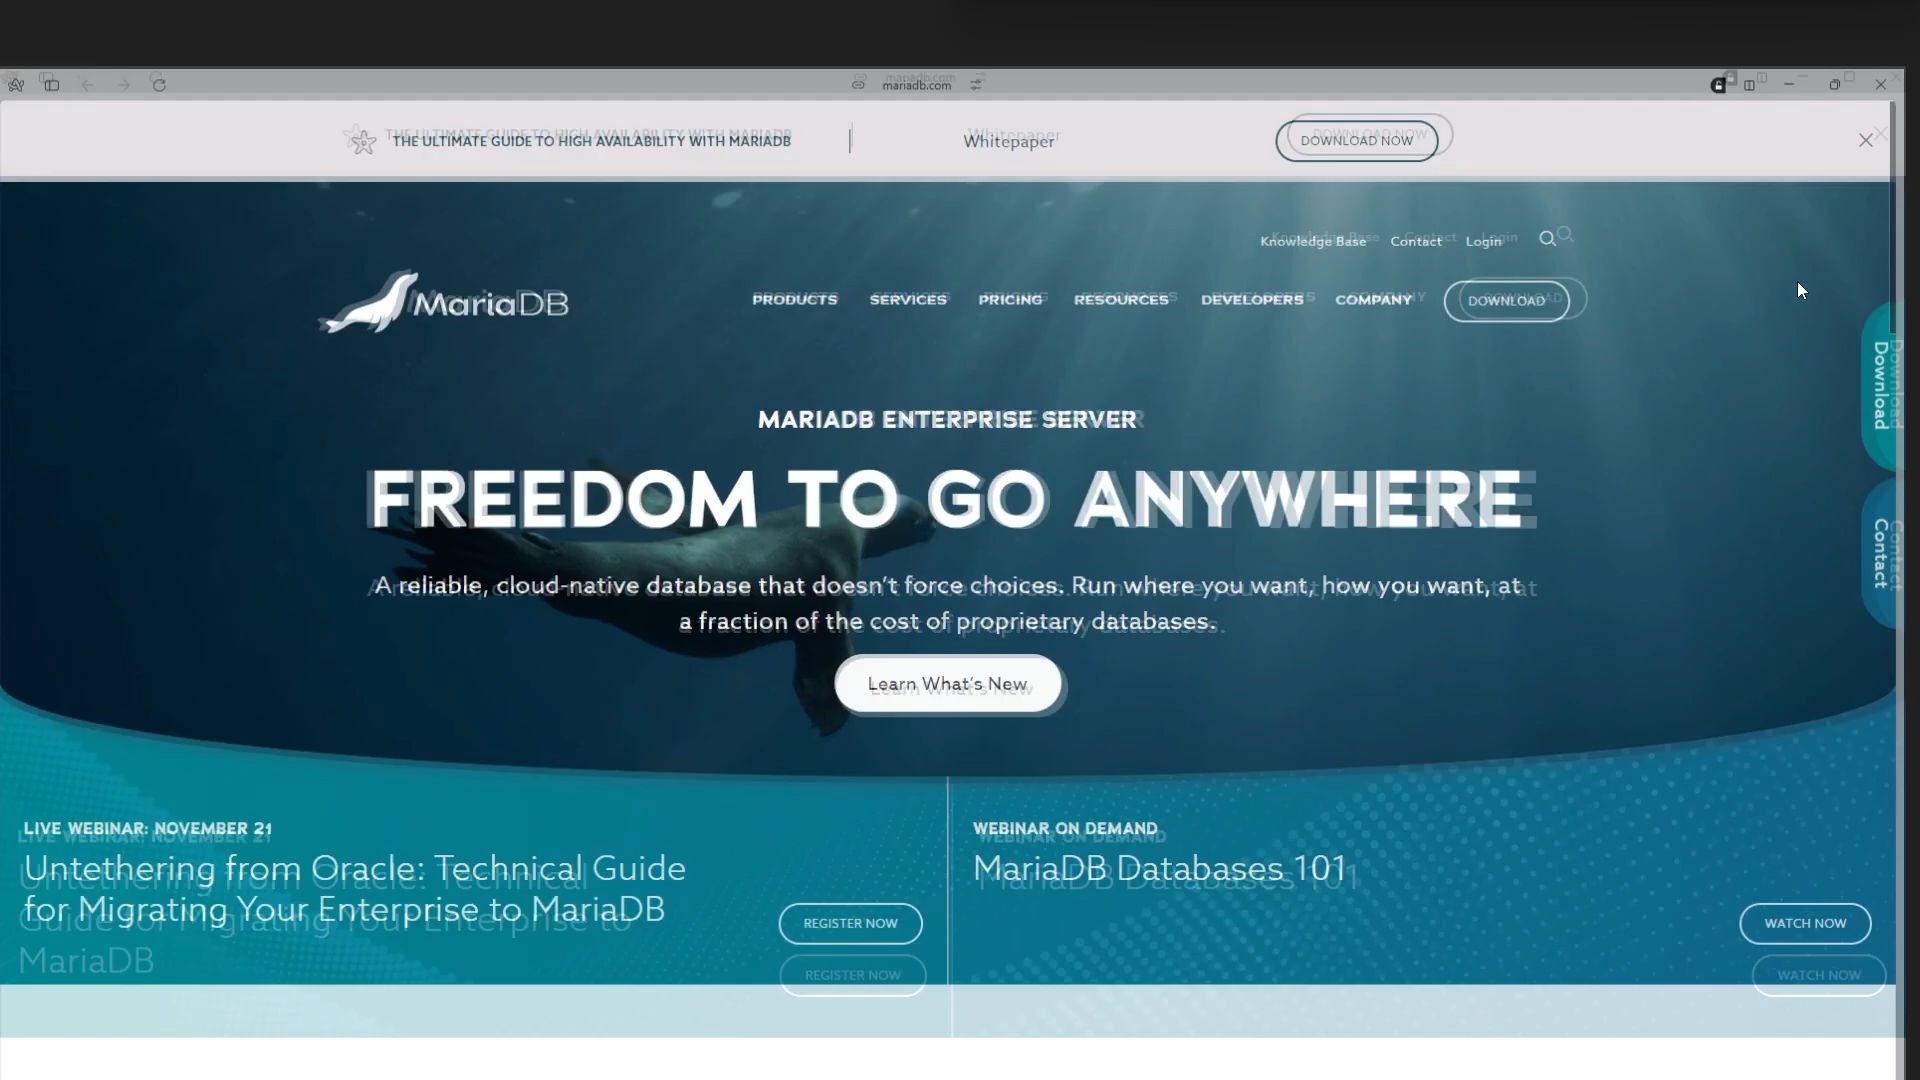 mariadb.com
THE ULTIMATE GUIDE TO HIGH AVAILABILITY WITH MARIADB
Whitepaper
DOWNLOAD NOW
Knowledge Base Contact Login
MariaDB
PRODUCTS SERVICES PRICING RESOURCES DEVELOPERS COMPANY DOWNLOAD
Download
Contact
MARIADB ENTERPRISE SERVER
FREEDOM TO GO ANYWHERE
A reliable, cloud-native database that doesn't force choices. Run where you want, how you want, at
a fraction of the cost of proprietary databases.
Learn What's New
LIVE WEBINAR: NOVEMBER 21
Untethering from Oracle: Technical Guide
for Migrating Your Enterprise to MariaDB
REGISTER NOW
WEBINAR ON DEMAND
MariaDB Databases 101
WATCH NOW